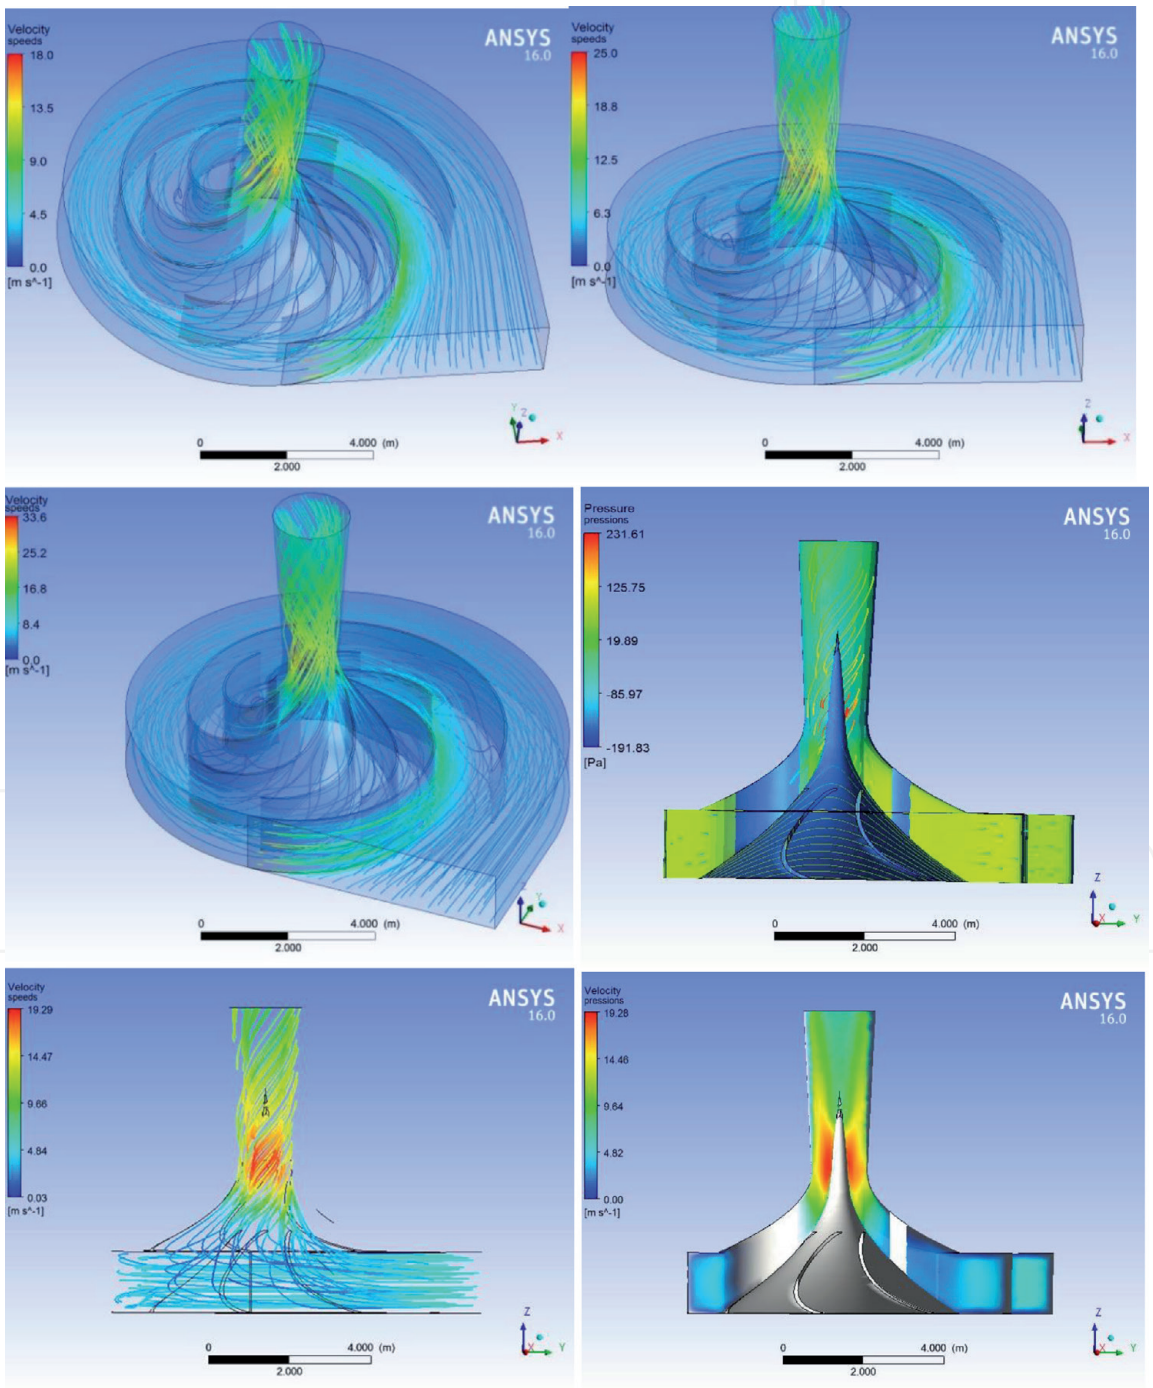 Velocity
speeds
18.0
13.5
9.0
4.5
0.0
[m s^-1]
ANSYS
16.0
Y
Z
X
0
4.000 (m)
2.000
Velocity
speeds
25.0
18.8
12.5
6.3
0.0
[m s^-1]
ANSYS
16.0
Z
X
0
4.000 (m)
2.000
Velocity
speeds
33.6
25.2
16.8
8.4
0.0
[m s^-1]
ANSYS
16.0
Z
Y
X
0
4.000 (m)
2.000
Pressure
pressions
231.61
125.75
19.89
-85.97
-191.83
[Pa]
ANSYS
16.0
Z
X
Y
0
4.000 (m)
2.000
Velocity
speeds
19.29
14.47
9.66
4.84
0.03
[m s^-1]
ANSYS
16.0
Z
X
Y
0
4.000 (m)
2.000
Velocity
pressions
19.28
14.46
9.64
4.82
0.00
[m s^-1]
ANSYS
16.0
Z
X
Y
0
4.000 (m)
2.000